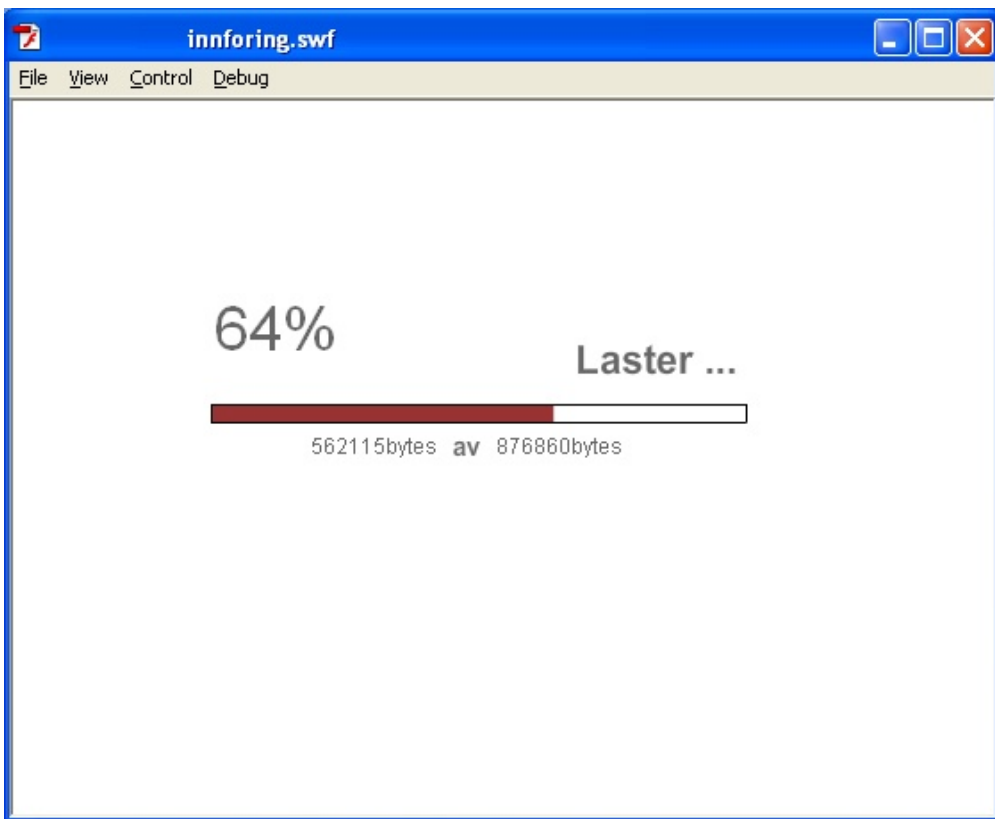 innforing.swf
File View Control Debug
64%
Laster ...
562115bytes av 876860bytes